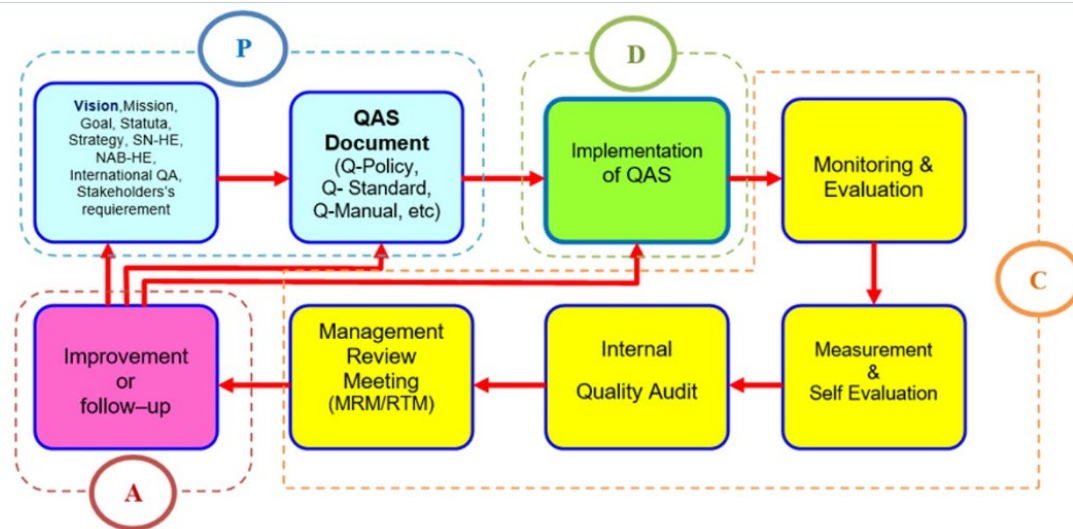 P
D
Vision,Mission,
Goal, Statuta,
Strategy, SN-HE,
NAB-HE,
International QA,
Stakeholders's
requierement
QAS
Document
(Q-Policy,
Q- Standard,
Q-Manual, etc)
Implementation
of QAS
Monitoring &
Evaluation
C
Improvement
or
follow–up
Management
Review
Meeting
(MRM/RTM)
Internal
Quality Audit
Measurement
&
Self Evaluation
A